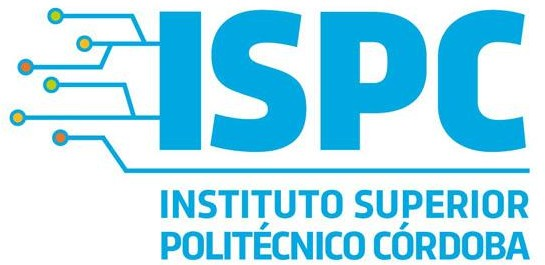 ISPC
INSTITUTO SUPERIOR
POLITÉCNICO CÓRDOBA